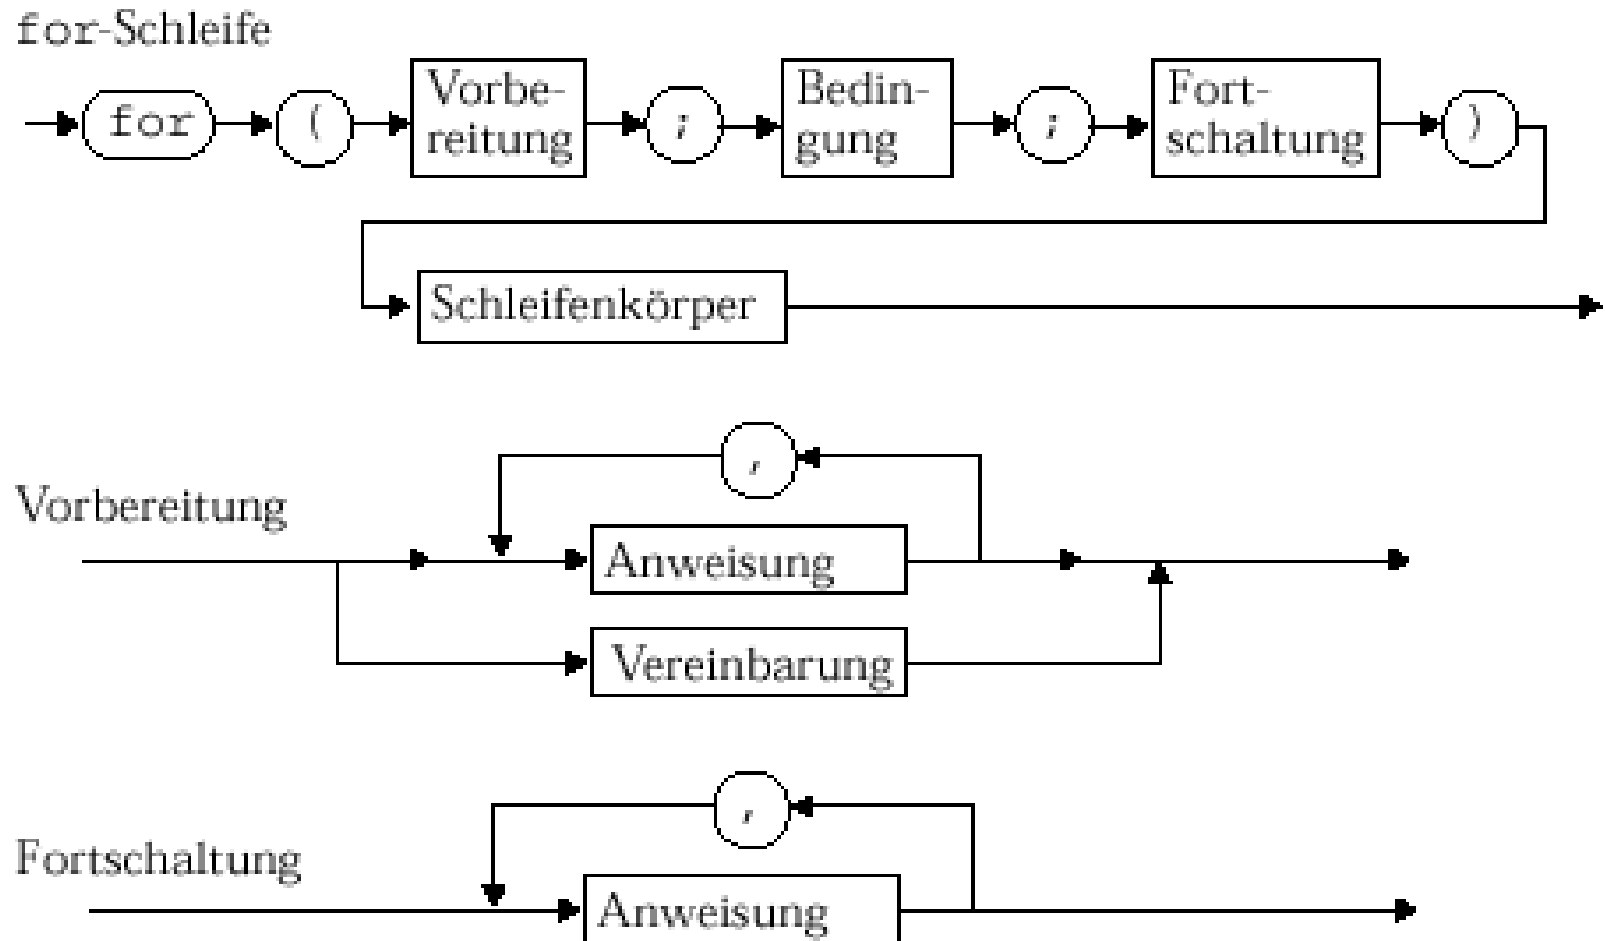 for-Schleife
for ( Vorbe-
reitung ; Bedin-
gung ; Fort-
schaltung )
Schleifenkörper
,
Vorbereitung
Anweisung
Vereinbarung
,
Fortschaltung
Anweisung